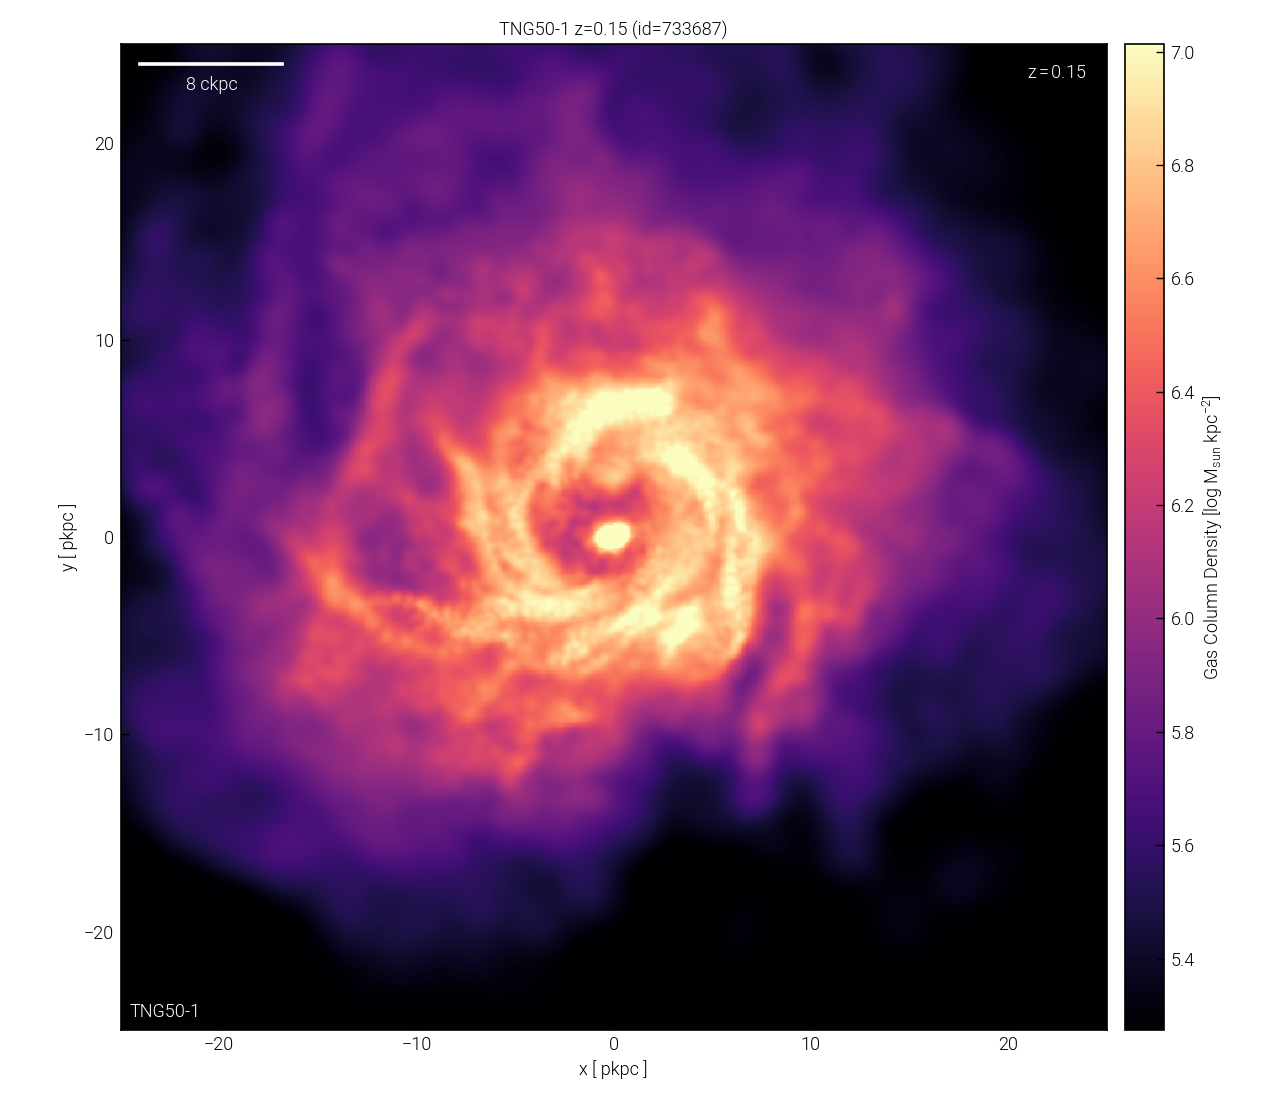 TNG50-1 z=0.15 (id=733687)
8 ckpc
z=0.15
20
10
0
−10
−20
y [ pkpc ]
TNG50-1
−20 −10 0 10 20
x [ pkpc ]
7.0
6.8
6.6
6.4
6.2
6.0
5.8
5.6
5.4
Gas Column Density [log M_sun kpc^−2]